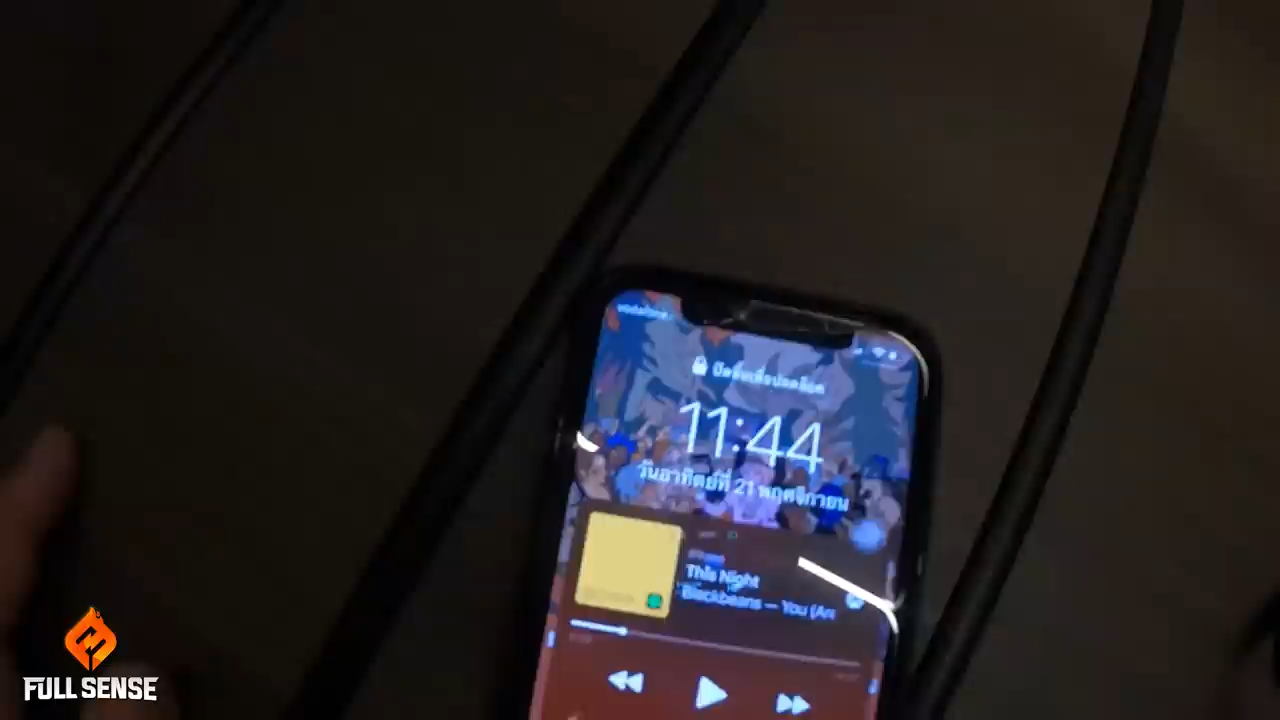 vodafone
ปัดขึ้นเพื่อปลดล็อค
11:44
วันอาทิตย์ที่ 21 พฤศจิกายน
This Night
Blackbeans — You (An
FULL SENSE